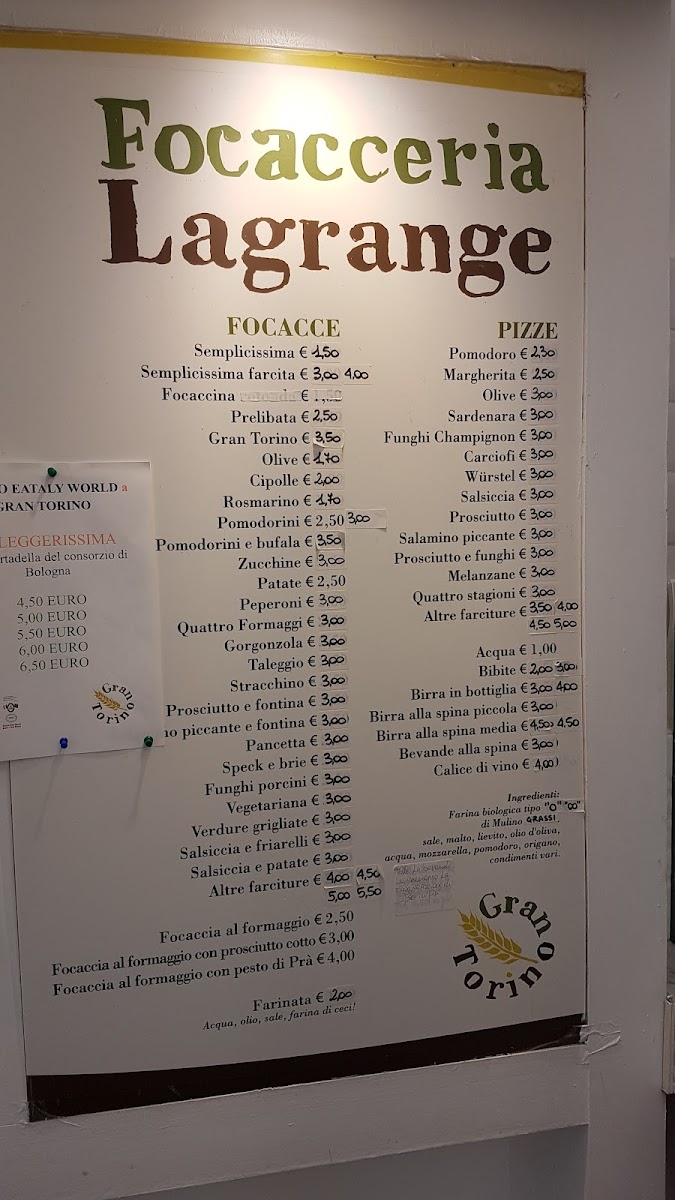 Focacceria
Lagrange
FOCACCE
Semplicissima € 1,50
Semplicissima farcita € 3,00 4,00
Focaccina € 1,50
Prelibata € 2,50
Gran Torino € 3,50
Olive € 1,70
Cipolle € 2,00
Rosmarino € 1,70
Pomodorini € 2,50 3,00
Pomodorini e bufala € 3,50
Zucchine € 3,00
Patate € 2,50
Peperoni € 3,00
Quattro Formaggi € 3,00
Gorgonzola € 3,00
Taleggio € 3,00
Stracchino € 3,00
Prosciutto e fontina € 3,00
no piccante e fontina € 3,00
Pancetta € 3,00
Speck e brie € 3,00
Funghi porcini € 3,00
Vegetariana € 3,00
Verdure grigliate € 3,00
Salsiccia e friarelli € 3,00
Salsiccia e patate € 3,00
Altre farciture € 4,00 4,50
5,00 5,50
Focaccia al formaggio € 2,50
Focaccia al formaggio con prosciutto cotto € 3,00
Focaccia al formaggio con pesto di Prà € 4,00
Farinata € 2,00
Acqua, olio, sale, farina di ceci!
PIZZE
Pomodoro € 2,30
Margherita € 2,50
Olive € 3,00
Sardenara € 3,00
Funghi Champignon € 3,00
Carciofi € 3,00
Würstel € 3,00
Salsiccia € 3,00
Prosciutto € 3,00
Salamino piccante € 3,00
Prosciutto e funghi € 3,00
Melanzane € 3,00
Quattro stagioni € 3,00
Altre farciture € 3,50 4,00
4,50 5,00
Acqua € 1,00
Bibite € 2,00 3,00
Birra in bottiglia € 3,00 4,00
Birra alla spina piccola € 3,00
Birra alla spina media € 4,50 4,50
Bevande alla spina € 3,00
Calice di vino € 4,00
Ingredienti:
Farina biologica tipo "0" "00"
di Mulino GRASSI
sale, malto, lievito, olio d'oliva,
acqua, mozzarella, pomodoro, origano,
condimenti vari.
Grano
Torino
O EATALY WORLD a
GRAN TORINO
LEGGERISSIMA
rtadella del consorzio di
Bologna
4,50 EURO
5,00 EURO
5,50 EURO
6,00 EURO
6,50 EURO
Grano
Torino